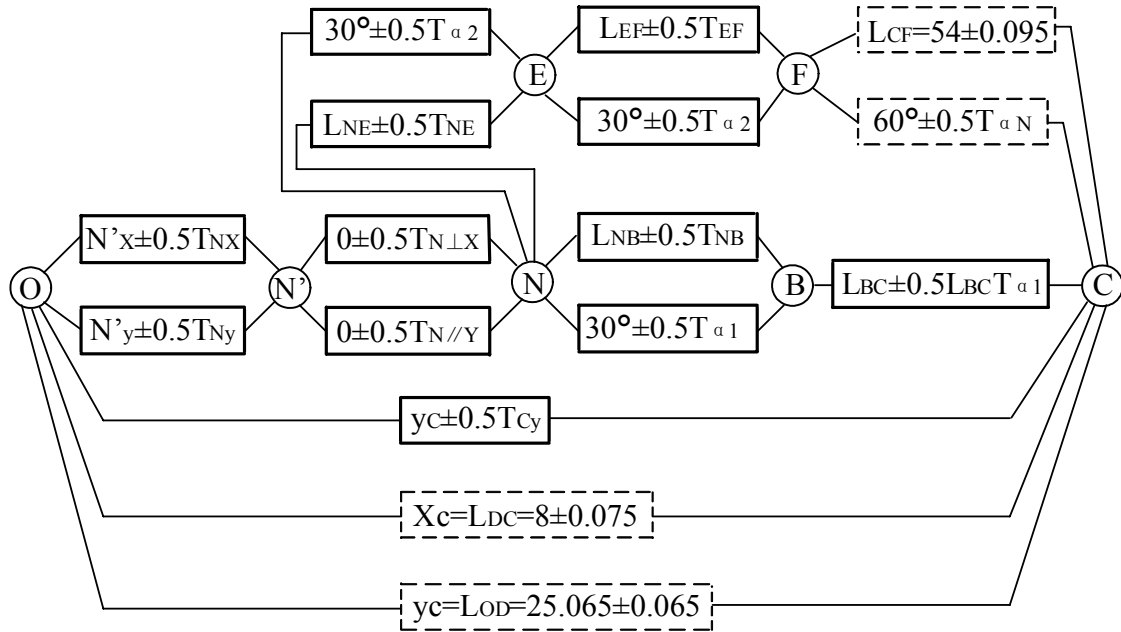 30°±0.5Tα2
LEF±0.5TEF
LCF=54±0.095
E
F
LNE±0.5TNE
30°±0.5Tα2
60°±0.5TαN
N'X±0.5TNX
0±0.5TN⊥X
LNB±0.5TNB
O
N'
N
B
LBC±0.5LBCTα1
C
N'y±0.5TNy
0±0.5TN//Y
30°±0.5Tα1
yC±0.5TCy
Xc=LDC=8±0.075
yc=LOD=25.065±0.065